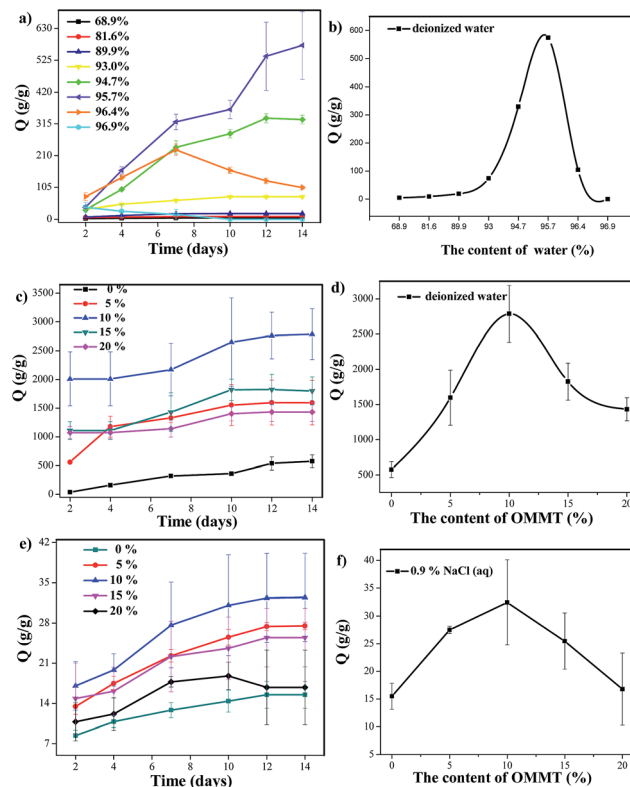 a)
68.9%
81.6%
89.9%
93.0%
94.7%
95.7%
96.4%
96.9%
630
525
420
315
210
105
0
Q (g/g)
2 4 6 8 10 12 14
Time (days)
b)
deionized water
600
500
400
300
200
100
0
Q (g/g)
68.9 81.6 89.9 93 94.7 95.7 96.4 96.9
The content of water (%)
c)
0 %
5 %
10 %
15 %
20 %
3500
3000
2500
2000
1500
1000
500
0
Q (g/g)
2 4 6 8 10 12 14
Time (days)
d)
deionized water
3000
2500
2000
1500
1000
500
Q (g/g)
0 5 10 15 20
The content of OMMT (%)
e)
0 %
5 %
10 %
15 %
20 %
42
35
28
21
14
7
Q (g/g)
2 4 6 8 10 12 14
Time (days)
f)
0.9 % NaCl (aq)
40
35
30
25
20
15
10
5
Q (g/g)
0 5 10 15 20
The content of OMMT (%)